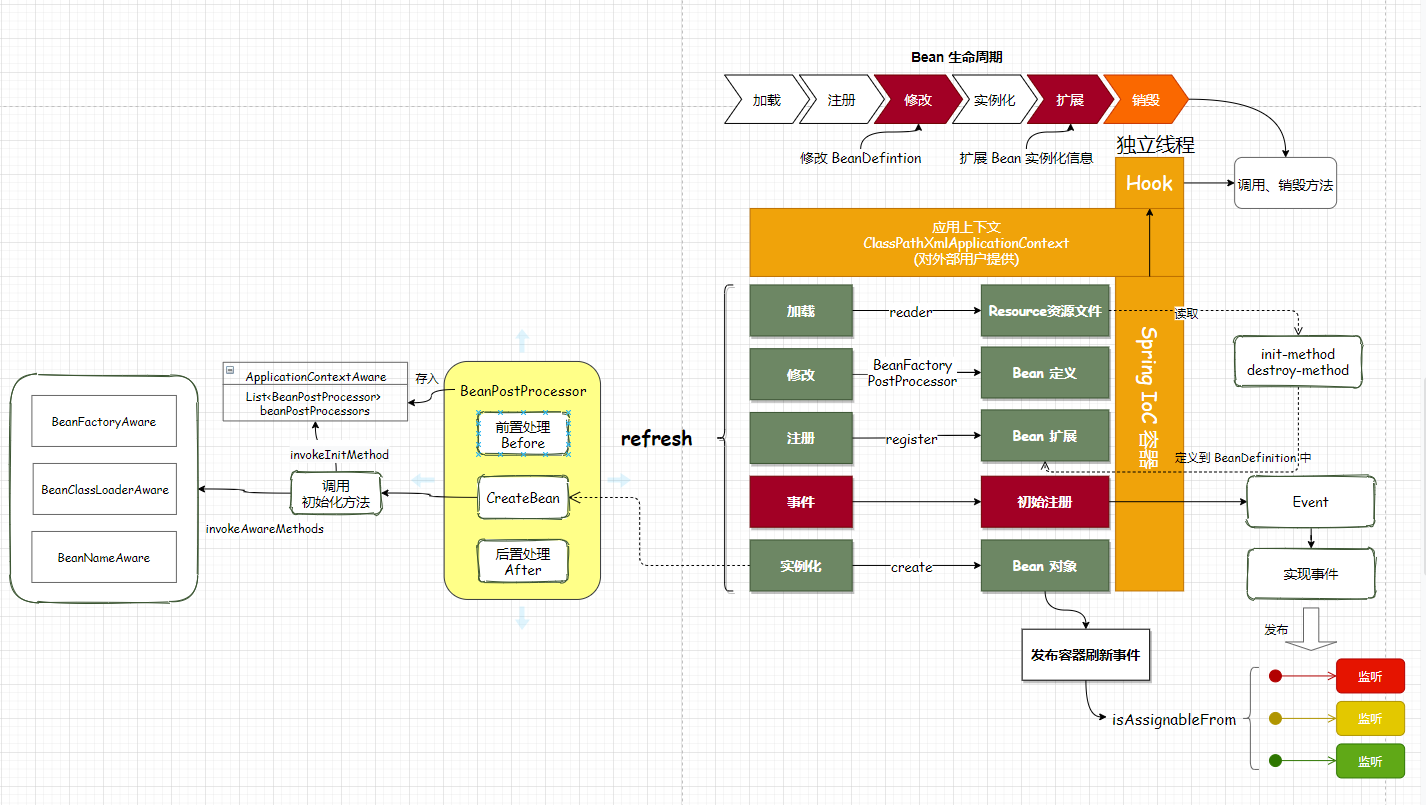 Bean 生命周期
加载
注册
修改
实例化
扩展
销毁
修改 BeanDefintion
扩展 Bean 实例化信息
独立线程
Hook
调用、销毁方法
应用上下文
ClassPathXmlApplicationContext
(对外部用户提供)
Spring IoC 容器
refresh
加载
reader
Resource资源文件
读取
init-method
destroy-method
修改
BeanFactory
PostProcessor
Bean 定义
注册
register
Bean 扩展
定义到 BeanDefinition 中
事件
初始注册
Event
实例化
create
Bean 对象
实现事件
发布
发布容器刷新事件
isAssignableFrom
监听
监听
监听
BeanPostProcessor
前置处理
Before
CreateBean
后置处理
After
存入
ApplicationContextAware
List<BeanPostProcessor>
beanPostProcessors
invokeInitMethod
调用
初始化方法
invokeAwareMethods
BeanFactoryAware
BeanClassLoaderAware
BeanNameAware